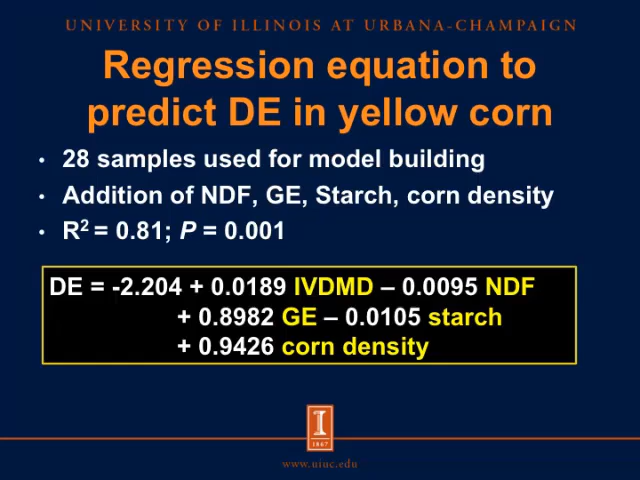 UNIVERSITY OF ILLINOIS AT URBANA-CHAMPAIGN
Regression equation to
predict DE in yellow corn
• 28 samples used for model building
• Addition of NDF, GE, Starch, corn density
• R² = 0.81; P = 0.001
DE = -2.204 + 0.0189 IVDMD – 0.0095 NDF
+ 0.8982 GE – 0.0105 starch
+ 0.9426 corn density
I
1867
www.uiuc.edu